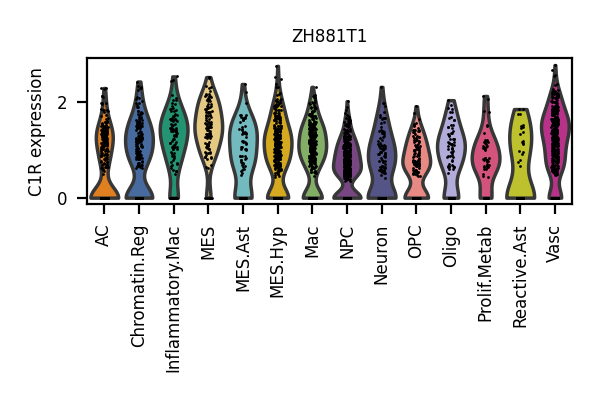 ZH881T1
C1R expression
2
0
AC
Chromatin.Reg
Inflammatory.Mac
MES
MES.Ast
MES.Hyp
Mac
NPC
Neuron
OPC
Oligo
Prolif.Metab
Reactive.Ast
Vasc